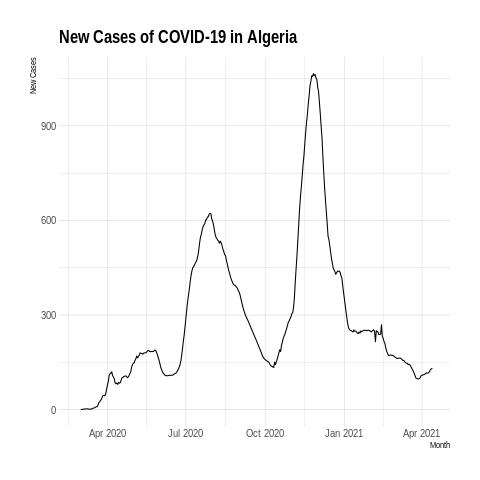 New Cases of COVID-19 in Algeria
New Cases
900
600
300
0
Apr 2020
Jul 2020
Oct 2020
Jan 2021
Apr 2021
Month